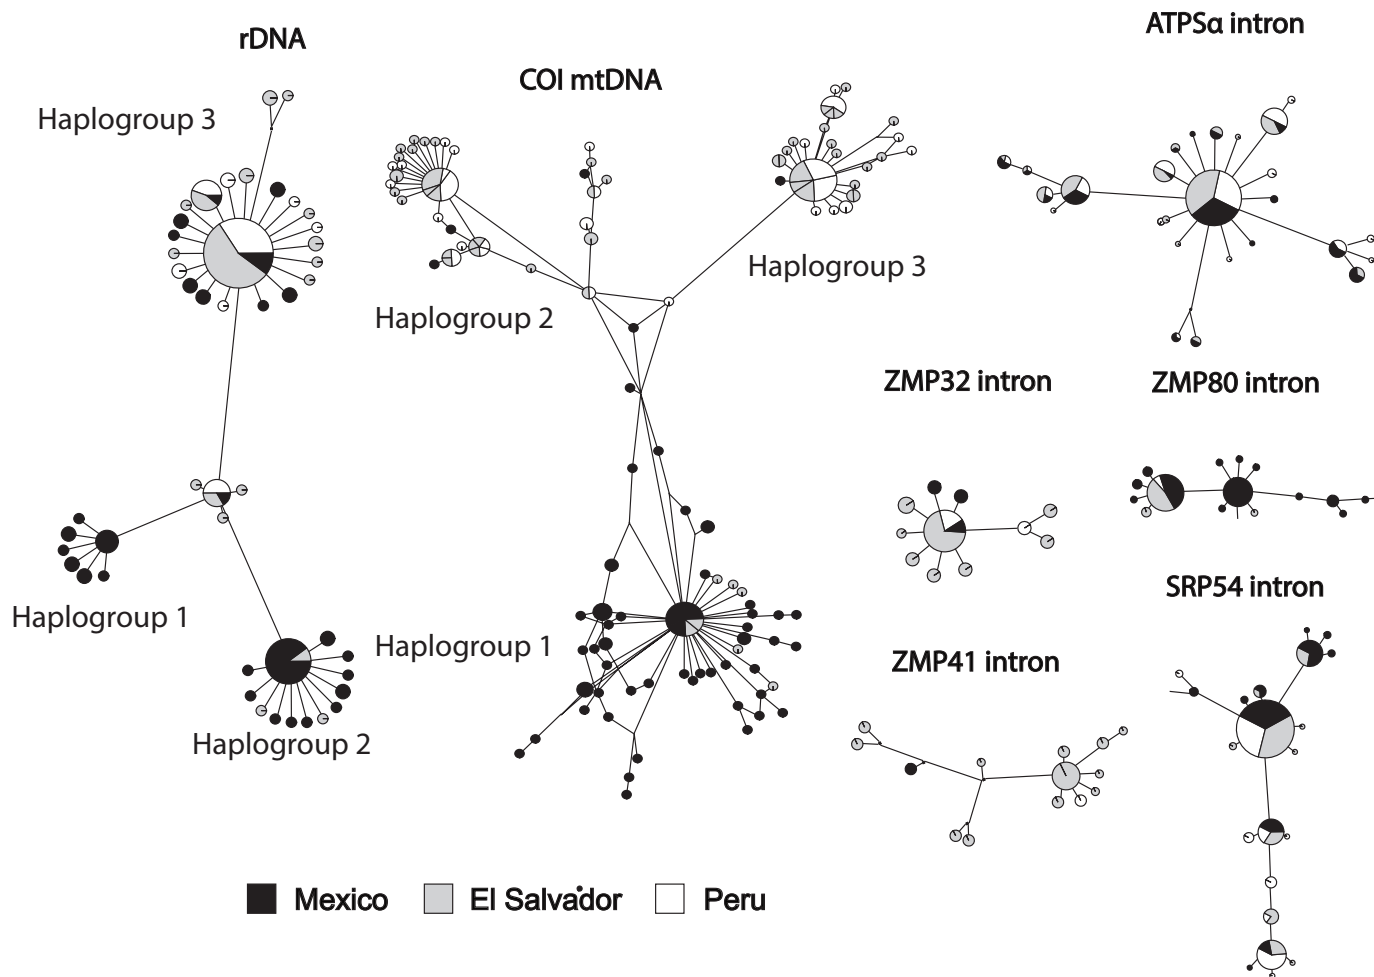 rDNA
COI mtDNA
ATPSα intron
Haplogroup 3
Haplogroup 3
Haplogroup 2
ZMP32 intron
ZMP80 intron
SRP54 intron
Haplogroup 1
Haplogroup 1
ZMP41 intron
Haplogroup 2
Mexico
El Salvador
Peru